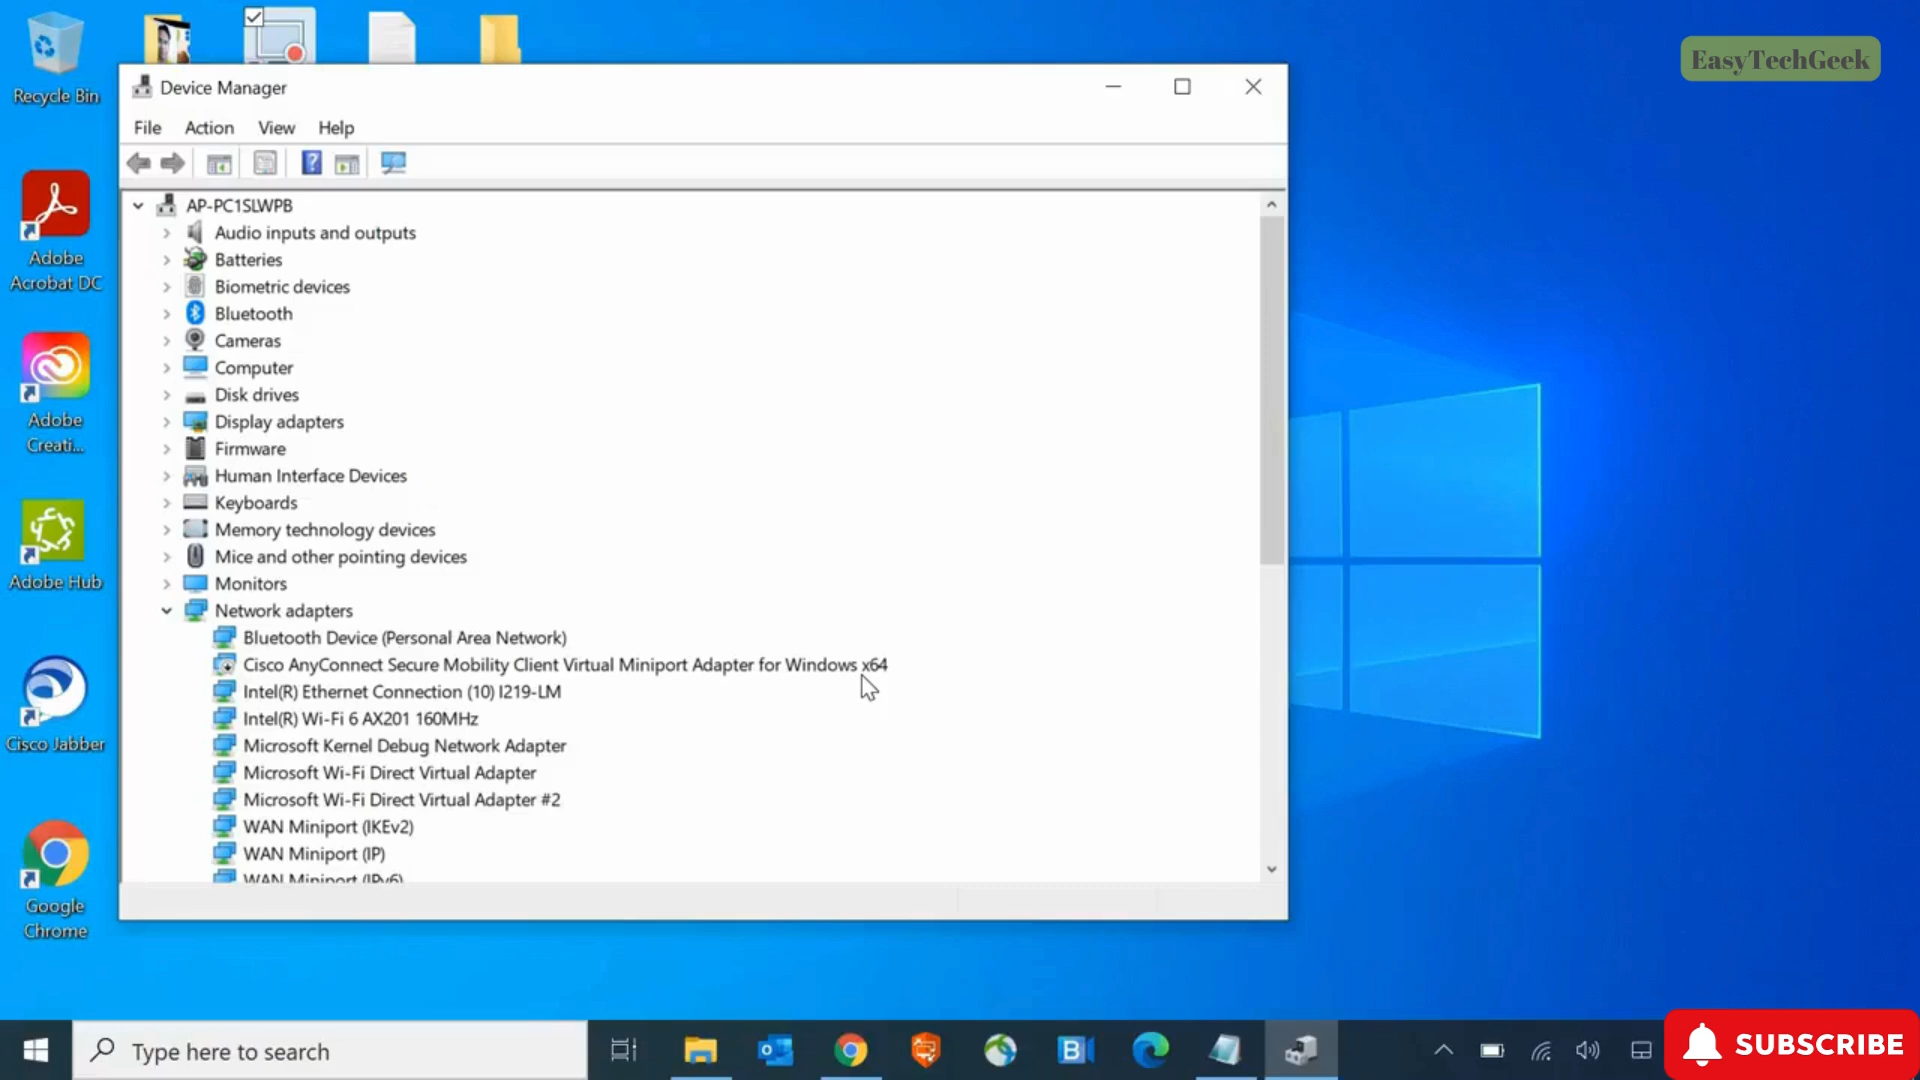 EasyTechGeek
Recycle Bin
Device Manager
File Action View Help
AP-PC1SLWPB
Audio inputs and outputs
Batteries
Biometric devices
Bluetooth
Cameras
Computer
Disk drives
Display adapters
Firmware
Human Interface Devices
Keyboards
Memory technology devices
Mice and other pointing devices
Monitors
Network adapters
Bluetooth Device (Personal Area Network)
Cisco AnyConnect Secure Mobility Client Virtual Miniport Adapter for Windows x64
Intel(R) Ethernet Connection (10) I219-LM
Intel(R) Wi-Fi 6 AX201 160MHz
Microsoft Kernel Debug Network Adapter
Microsoft Wi-Fi Direct Virtual Adapter
Microsoft Wi-Fi Direct Virtual Adapter #2
WAN Miniport (IKEv2)
WAN Miniport (IP)
WAN Miniport (IPv6)
Adobe
Acrobat DC
Adobe
Creati...
Adobe Hub
Cisco Jabber
Google
Chrome
Type here to search
SUBSCRIBE